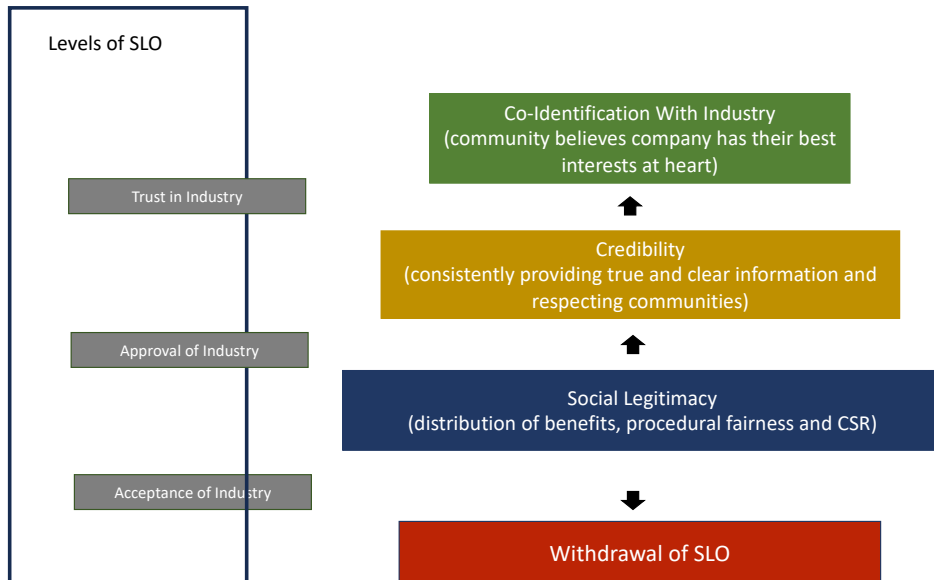 Levels of SLO
Co-Identification With Industry
(community believes company has their best
interests at heart)
Trust in Industry
Credibility
(consistently providing true and clear information and
respecting communities)
Approval of Industry
Social Legitimacy
(distribution of benefits, procedural fairness and CSR)
Acceptance of Industry
Withdrawal of SLO